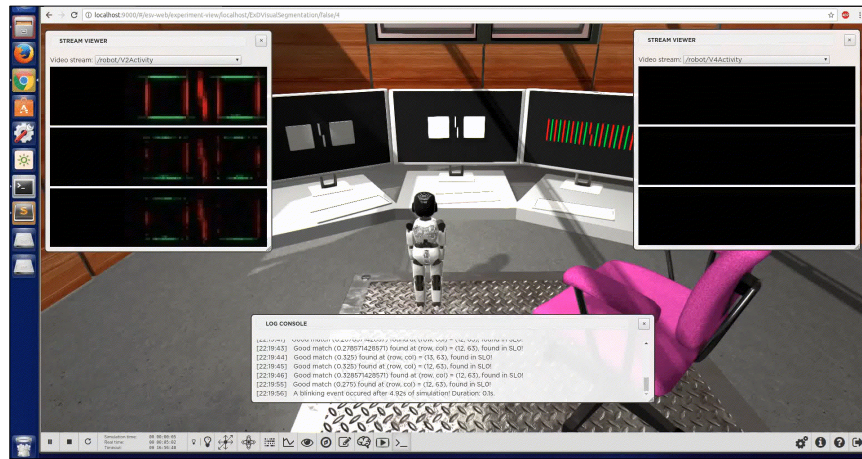 localhost:9000/#/esv-web/experiment-view/localhost/ExDVisualSegmentation/false/4
STREAM VIEWER
Video stream: /robot/V2Activity
STREAM VIEWER
Video stream: /robot/V4Activity
LOG CONSOLE
[22:19:43] Good match (0.278571428571) found at (row, col) = (12, 63), found in SL0!
[22:19:44] Good match (0.325) found at (row, col) = (13, 63), found in SL0!
[22:19:45] Good match (0.325) found at (row, col) = (12, 63), found in SL0!
[22:19:46] Good match (0.328571428571) found at (row, col) = (12, 63), found in SL0!
[22:19:55] Good match (0.275) found at (row, col) = (12, 63), found in SL0!
[22:19:56] A blinking event occured after 4.92s of simulation! Duration: 0.1s.
Simulation time:
Real time:
Timeout: